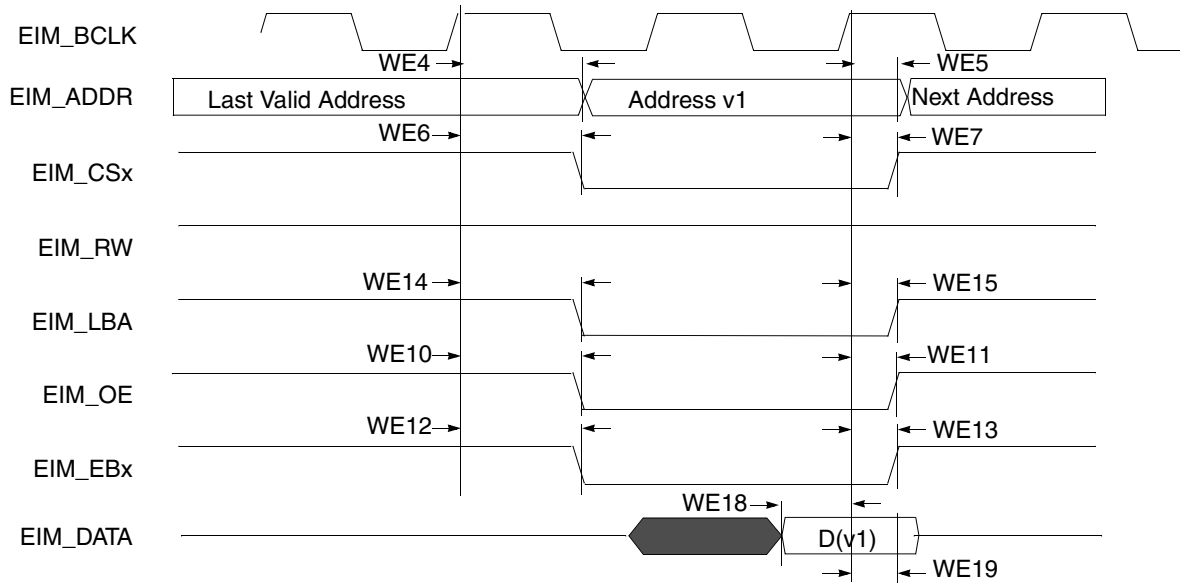 EIM_BCLK
WE4 WE5
EIM_ADDR Last Valid Address Address v1 Next Address
WE6 WE7
EIM_CSx
EIM_RW
WE14 WE15
EIM_LBA
WE10 WE11
EIM_OE
WE12 WE13
EIM_EBx
WE18
EIM_DATA D(v1)
WE19